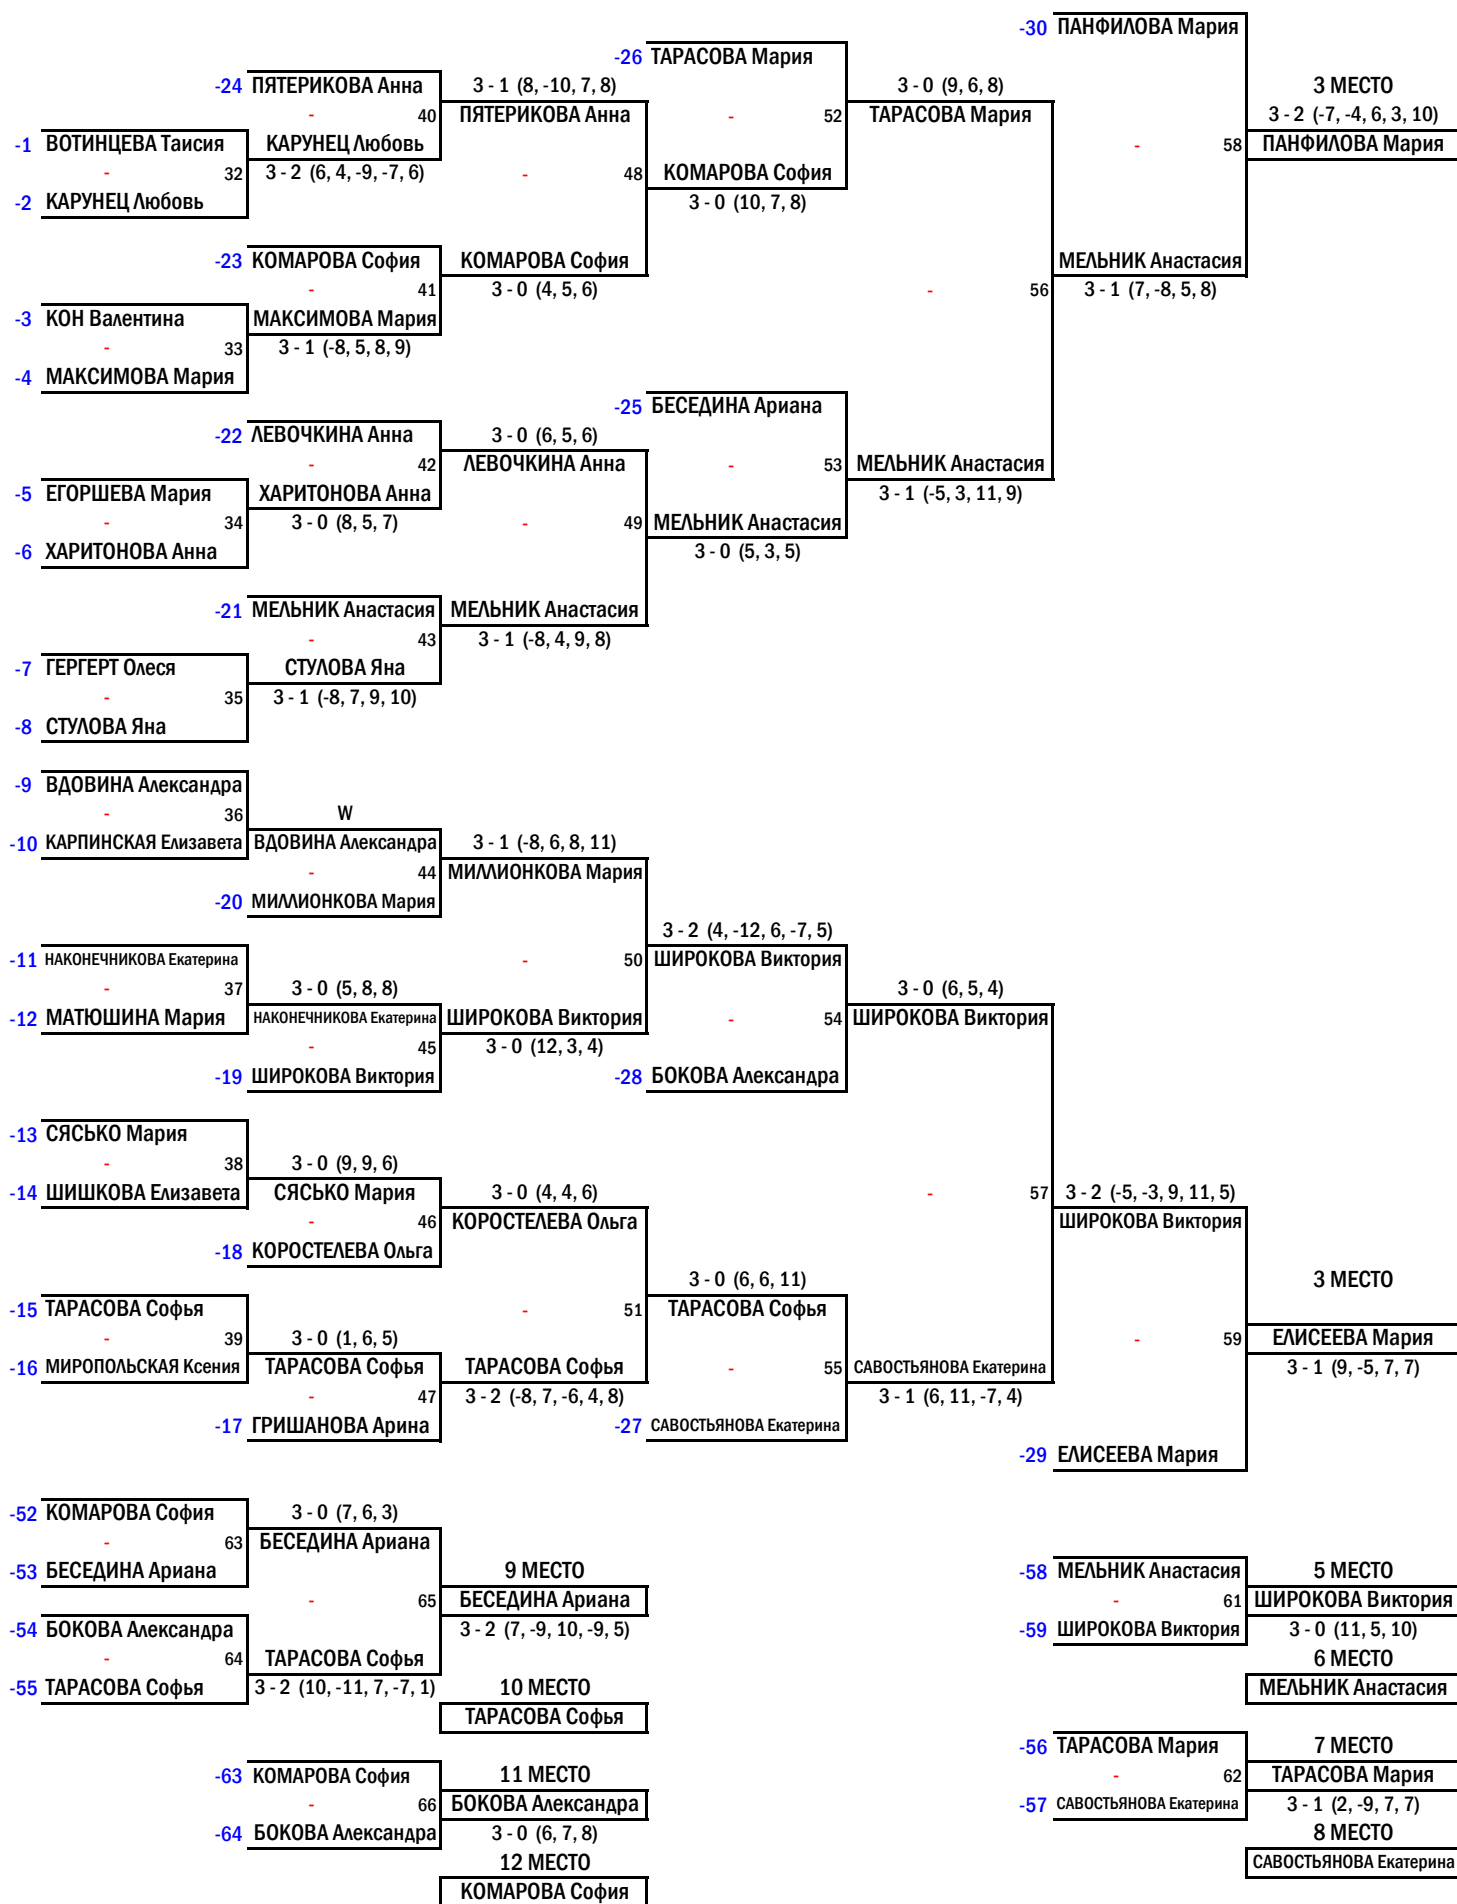 -30 ПАНФИЛОВА Мария
-26 ТАРАСОВА Мария
-24 ПЯТЕРИКОВА Анна 3 - 1 (8, -10, 7, 8) 3 - 0 (9, 6, 8) 3 МЕСТО
- 40 ПЯТЕРИКОВА Анна - 52 ТАРАСОВА Мария 3 - 2 (-7, -4, 6, 3, 10)
-1 ВОТИНЦЕВА Таисия КАРУНЕЦ Любовь - 58 ПАНФИЛОВА Мария
- 32 3 - 2 (6, 4, -9, -7, 6) - 48 КОМАРОВА София
-2 КАРУНЕЦ Любовь 3 - 0 (10, 7, 8)
-23 КОМАРОВА София КОМАРОВА София МЕЛЬНИК Анастасия
- 41 3 - 0 (4, 5, 6) - 56 3 - 1 (7, -8, 5, 8)
-3 КОН Валентина МАКСИМОВА Мария
- 33 3 - 1 (-8, 5, 8, 9)
-4 МАКСИМОВА Мария
-25 БЕСЕДИНА Ариана
-22 ЛЕВОЧКИНА Анна 3 - 0 (6, 5, 6)
- 42 ЛЕВОЧКИНА Анна - 53 МЕЛЬНИК Анастасия
-5 ЕГОРШЕВА Мария ХАРИТОНОВА Анна 3 - 1 (-5, 3, 11, 9)
- 34 3 - 0 (8, 5, 7) - 49 МЕЛЬНИК Анастасия
-6 ХАРИТОНОВА Анна 3 - 0 (5, 3, 5)
-21 МЕЛЬНИК Анастасия МЕЛЬНИК Анастасия
- 43 3 - 1 (-8, 4, 9, 8)
-7 ГЕРГЕРТ Олеся СТУЛОВА Яна
- 35 3 - 1 (-8, 7, 9, 10)
-8 СТУЛОВА Яна
-9 ВДОВИНА Александра
- 36 W
-10 КАРПИНСКАЯ Елизавета ВДОВИНА Александра 3 - 1 (-8, 6, 8, 11)
- 44 МИЛЛИОНКОВА Мария
-20 МИЛЛИОНКОВА Мария
3 - 2 (4, -12, 6, -7, 5)
-11 НАКОНЕЧНИКОВА Екатерина - 50 ШИРОКОВА Виктория
- 37 3 - 0 (5, 8, 8) 3 - 0 (6, 5, 4)
-12 МАТЮШИНА Мария НАКОНЕЧНИКОВА Екатерина ШИРОКОВА Виктория - 54 ШИРОКОВА Виктория
- 45 3 - 0 (12, 3, 4)
-19 ШИРОКОВА Виктория -28 БОКОВА Александра
-13 СЯСЬКО Мария
- 38 3 - 0 (9, 9, 6)
-14 ШИШКОВА Елизавета СЯСЬКО Мария 3 - 0 (4, 4, 6) - 57 3 - 2 (-5, -3, 9, 11, 5)
- 46 КОРОСТЕЛЕВА Ольга ШИРОКОВА Виктория
-18 КОРОСТЕЛЕВА Ольга
3 - 0 (6, 6, 11) 3 МЕСТО
-15 ТАРАСОВА Софья - 51 ТАРАСОВА Софья
- 39 3 - 0 (1, 6, 5) - 59 ЕЛИСЕЕВА Мария
-16 МИРОПОЛЬСКАЯ Ксения ТАРАСОВА Софья ТАРАСОВА Софья - 55 САВОСТЬЯНОВА Екатерина 3 - 1 (9, -5, 7, 7)
- 47 3 - 2 (-8, 7, -6, 4, 8) 3 - 1 (6, 11, -7, 4)
-17 ГРИШАНОВА Арина -27 САВОСТЬЯНОВА Екатерина
-29 ЕЛИСЕЕВА Мария
-52 КОМАРОВА София 3 - 0 (7, 6, 3)
- 63 БЕСЕДИНА Ариана
-53 БЕСЕДИНА Ариана 9 МЕСТО -58 МЕЛЬНИК Анастасия 5 МЕСТО
- 65 БЕСЕДИНА Ариана - 61 ШИРОКОВА Виктория
-54 БОКОВА Александра 3 - 2 (7, -9, 10, -9, 5) -59 ШИРОКОВА Виктория 3 - 0 (11, 5, 10)
- 64 ТАРАСОВА Софья 6 МЕСТО
-55 ТАРАСОВА Софья 3 - 2 (10, -11, 7, -7, 1) 10 МЕСТО МЕЛЬНИК Анастасия
ТАРАСОВА Софья
-56 ТАРАСОВА Мария 7 МЕСТО
-63 КОМАРОВА София 11 МЕСТО - 62 ТАРАСОВА Мария
- 66 БОКОВА Александра -57 САВОСТЬЯНОВА Екатерина 3 - 1 (2, -9, 7, 7)
-64 БОКОВА Александра 3 - 0 (6, 7, 8) 8 МЕСТО
12 МЕСТО САВОСТЬЯНОВА Екатерина
КОМАРОВА София